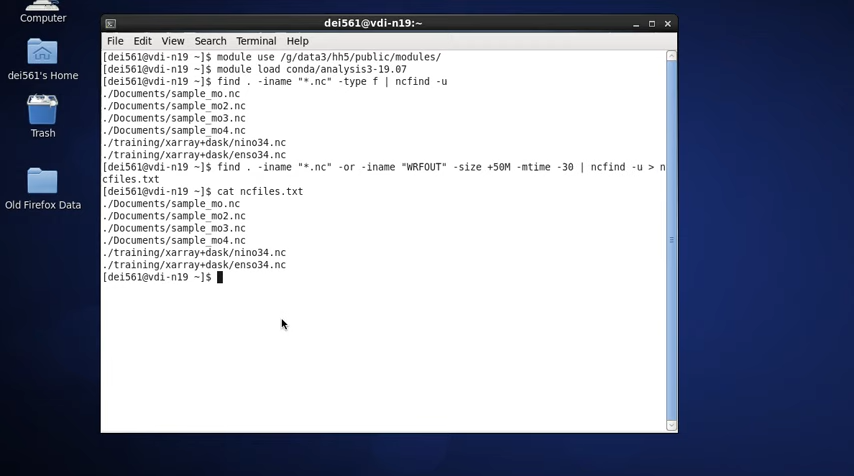 Computer
dei561's Home
Trash
Old Firefox Data
dei561@vdi-n19:~
File Edit View Search Terminal Help
[dei561@vdi-n19 ~]$ module use /g/data3/hh5/public/modules/
[dei561@vdi-n19 ~]$ module load conda/analysis3-19.07
[dei561@vdi-n19 ~]$ find . -iname "*.nc" -type f | ncfind -u
./Documents/sample_mo.nc
./Documents/sample_mo2.nc
./Documents/sample_mo3.nc
./Documents/sample_mo4.nc
./training/xarray+dask/nino34.nc
./training/xarray+dask/enso34.nc
[dei561@vdi-n19 ~]$ find . -iname "*.nc" -or -iname "WRFOUT" -size +50M -mtime -30 | ncfind -u > n
cfiles.txt
[dei561@vdi-n19 ~]$ cat ncfiles.txt
./Documents/sample_mo.nc
./Documents/sample_mo2.nc
./Documents/sample_mo3.nc
./Documents/sample_mo4.nc
./training/xarray+dask/nino34.nc
./training/xarray+dask/enso34.nc
[dei561@vdi-n19 ~]$